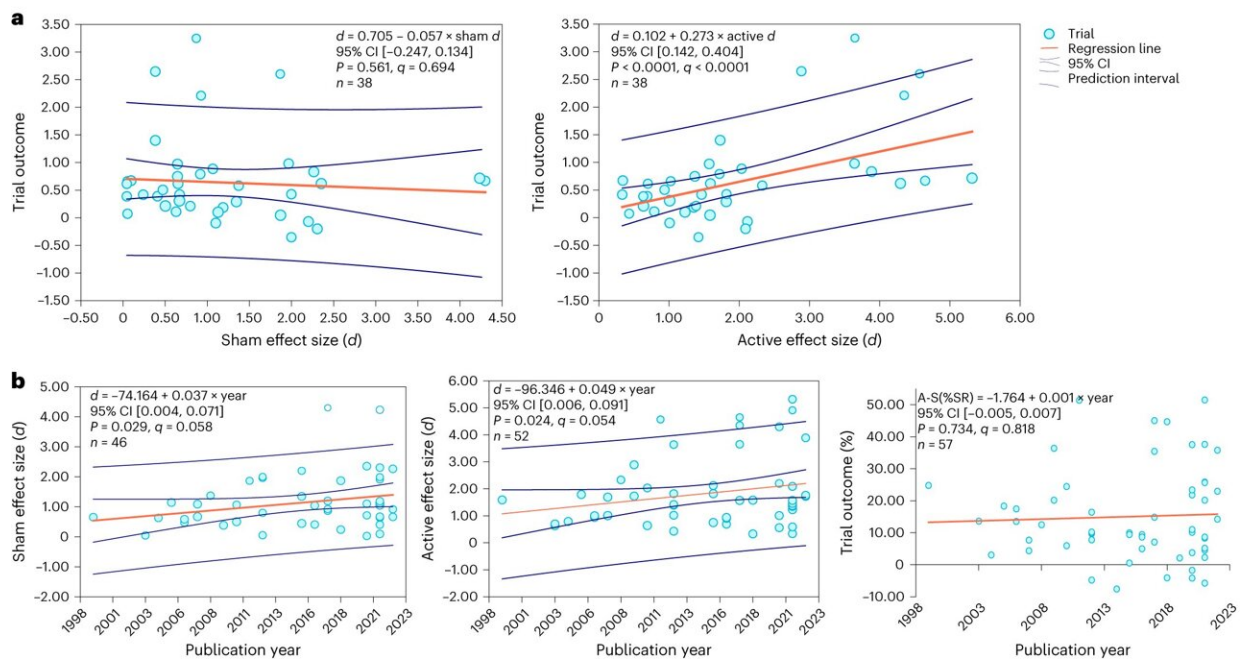 a
3.50
3.00
2.50
2.00
1.50
1.00
0.50
0
–0.50
–1.00
–1.50
Trial outcome
d = 0.705 – 0.057 × sham d
95% CI [–0.247, 0.134]
P = 0.561, q = 0.694
n = 38
–0.50 0 0.50 1.00 1.50 2.00 2.50 3.00 3.50 4.00 4.50
Sham effect size (d)
3.50
3.00
2.50
2.00
1.50
1.00
0.50
0
–0.50
–1.00
–1.50
Trial outcome
d = 0.102 + 0.273 × active d
95% CI [0.142, 0.404]
P < 0.0001, q < 0.0001
n = 38
0 1.00 2.00 3.00 4.00 5.00 6.00
Active effect size (d)
Trial
Regression line
95% CI
Prediction interval
b
5.00
4.00
3.00
2.00
1.00
0
–1.00
–2.00
Sham effect size (d)
d = –74.164 + 0.037 × year
95% CI [0.004, 0.071]
P = 0.029, q = 0.058
n = 46
1998 2001 2003 2006 2008 2011 2013 2016 2018 2021 2023
Publication year
6.00
5.00
4.00
3.00
2.00
1.00
0
–1.00
–2.00
Active effect size (d)
d = –96.346 + 0.049 × year
95% CI [0.006, 0.091]
P = 0.024, q = 0.054
n = 52
1998 2001 2003 2006 2008 2011 2013 2016 2018 2021 2023
Publication year
50.00
40.00
30.00
20.00
10.00
0
–10.00
Trial outcome (%)
A-S(%SR) = –1.764 + 0.001 × year
95% CI [–0.005, 0.007]
P = 0.734, q = 0.818
n = 57
1998 2003 2008 2013 2018 2023
Publication year